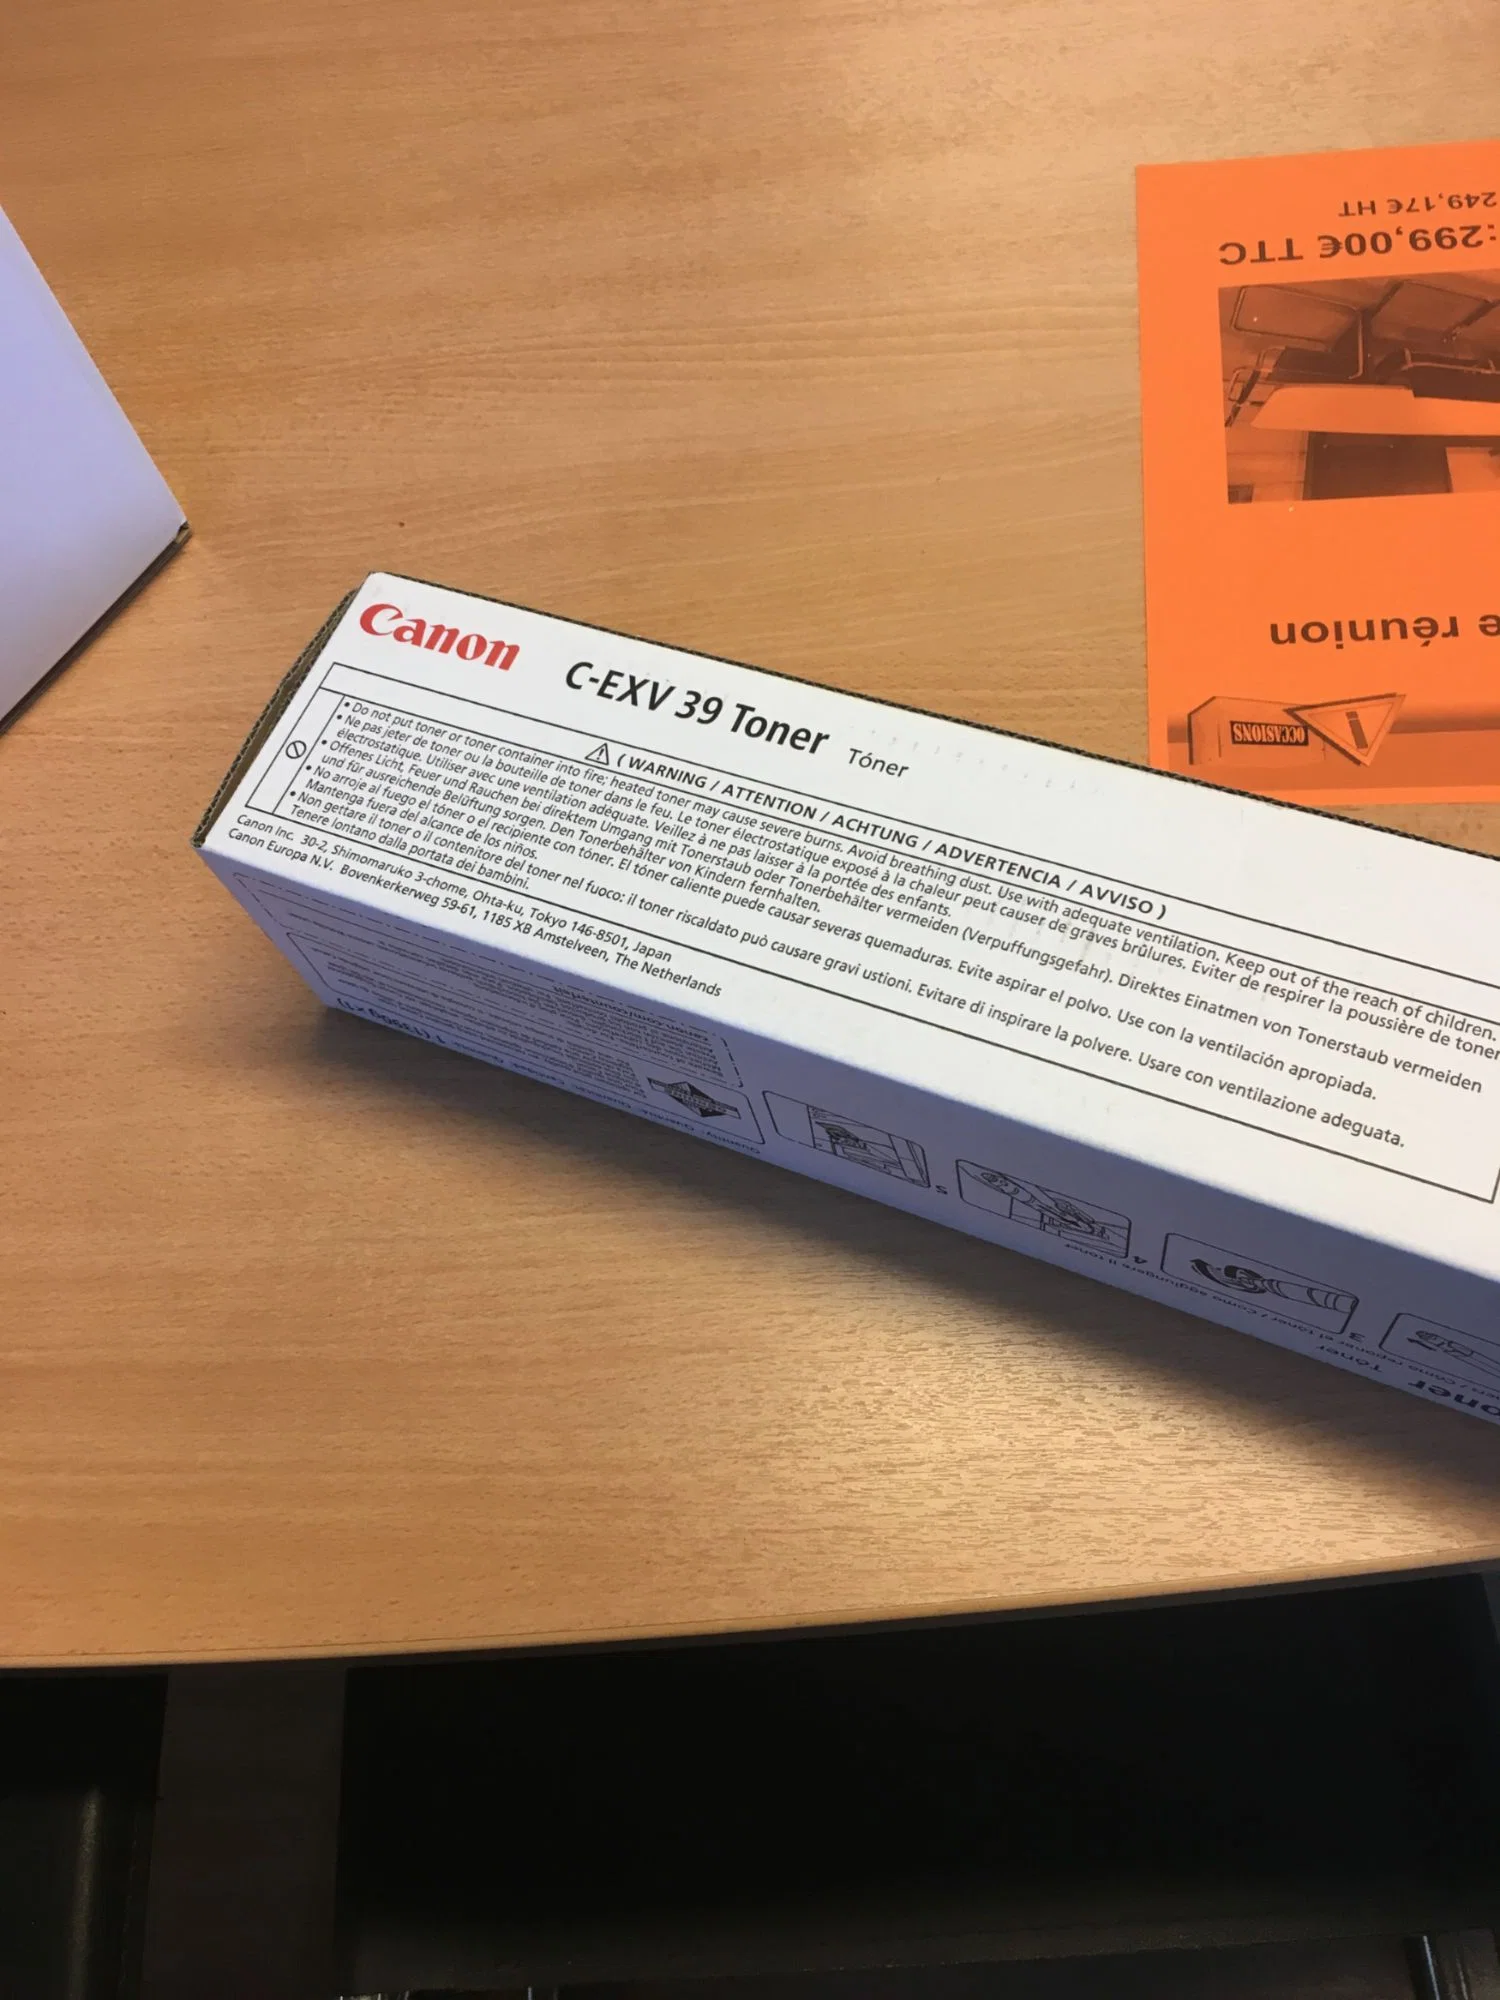 Canon
C-EXV 39 Toner Tóner
( WARNING / ATTENTION / ACHTUNG / ADVERTENCIA / AVVISO )
• Do not put toner or toner container into fire; heated toner may cause severe burns. Avoid breathing dust. Use with adequate ventilation. Keep out of the reach of children.
• Ne pas jeter de toner ou la bouteille de toner dans le feu. Le toner électrostatique exposé à la chaleur peut causer de graves brûlures. Eviter de respirer la poussière de toner
électrostatique. Utiliser avec une ventilation adéquate. Veillez à ne pas laisser à la portée des enfants.
• Offenes Licht, Feuer und Rauchen bei direktem Umgang mit Tonerstaub oder Tonerbehälter vermeiden (Verpuffungsgefahr). Direktes Einatmen von Tonerstaub vermeiden
und für ausreichende Belüftung sorgen. Den Tonerbehälter von Kindern fernhalten.
• No arroje al fuego el tóner o el recipiente con tóner. El tóner caliente puede causar severas quemaduras. Evite aspirar el polvo. Use con la ventilación apropiada.
Mantenga fuera del alcance de los niños.
• Non gettare il toner o il contenitore del toner nel fuoco: il toner riscaldato può causare gravi ustioni. Evitare di inspirare la polvere. Usare con ventilazione adeguata.
Tenere lontano dalla portata dei bambini.
Canon Inc. 30-2, Shimomaruko 3-chome, Ohta-ku, Tokyo 146-8501, Japan
Canon Europa N.V. Bovenkerkerweg 59-61, 1185 XB Amstelveen, The Netherlands
canon.com/counterfeit
Quantity:
1 (1350g×1)
5
4
3
Tóner
OCCASIONS
i
e réunion
:299,00€ TTC
249,17€ HT